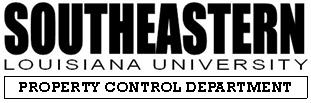 SOUTHEASTERN
LOUISIANA UNIVERSITY
PROPERTY CONTROL DEPARTMENT